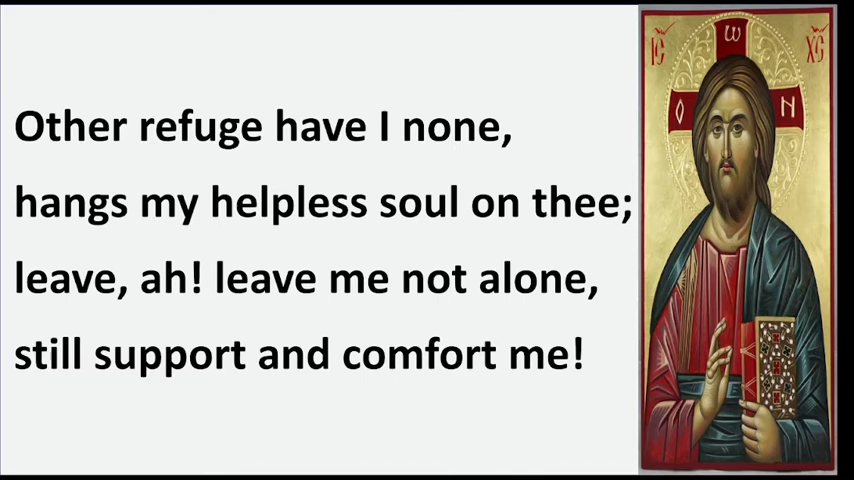 Other refuge have I none,
hangs my helpless soul on thee;
leave, ah! leave me not alone,
still support and comfort me!
IC XC
ὁ ω Ν